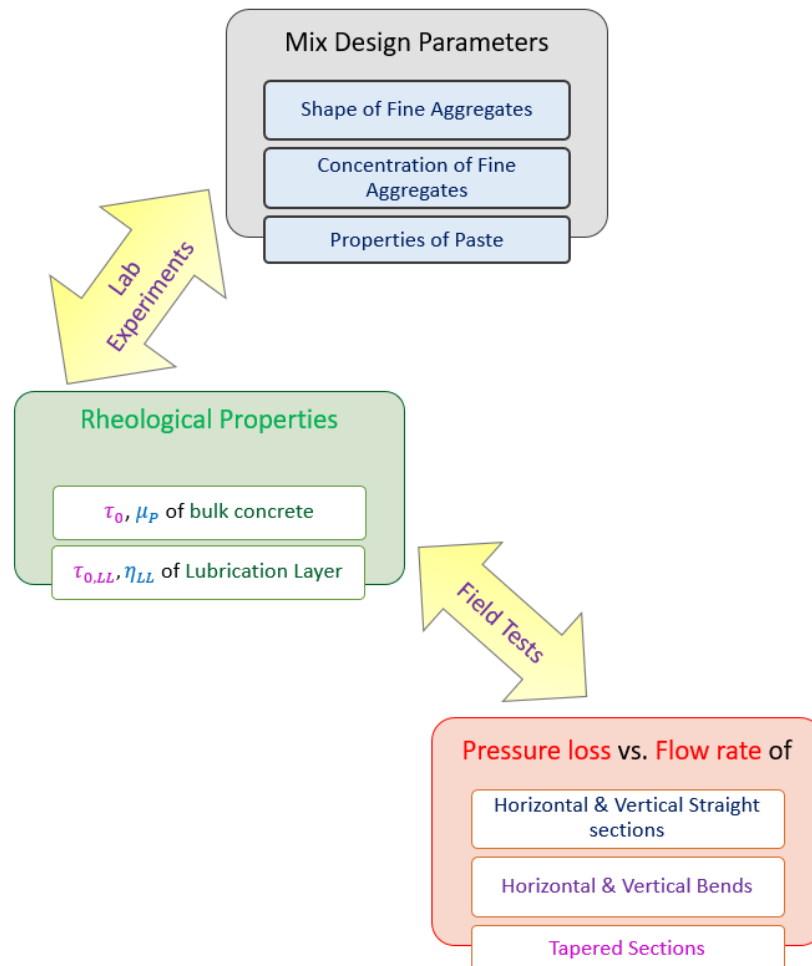 Mix Design Parameters
Shape of Fine Aggregates
Concentration of Fine
Aggregates
Properties of Paste
Lab
Experiments
Rheological Properties
τ₀, μ_P of bulk concrete
τ₀,LL, η_LL of Lubrication Layer
Field Tests
Pressure loss vs. Flow rate of
Horizontal & Vertical Straight
sections
Horizontal & Vertical Bends
Tapered Sections